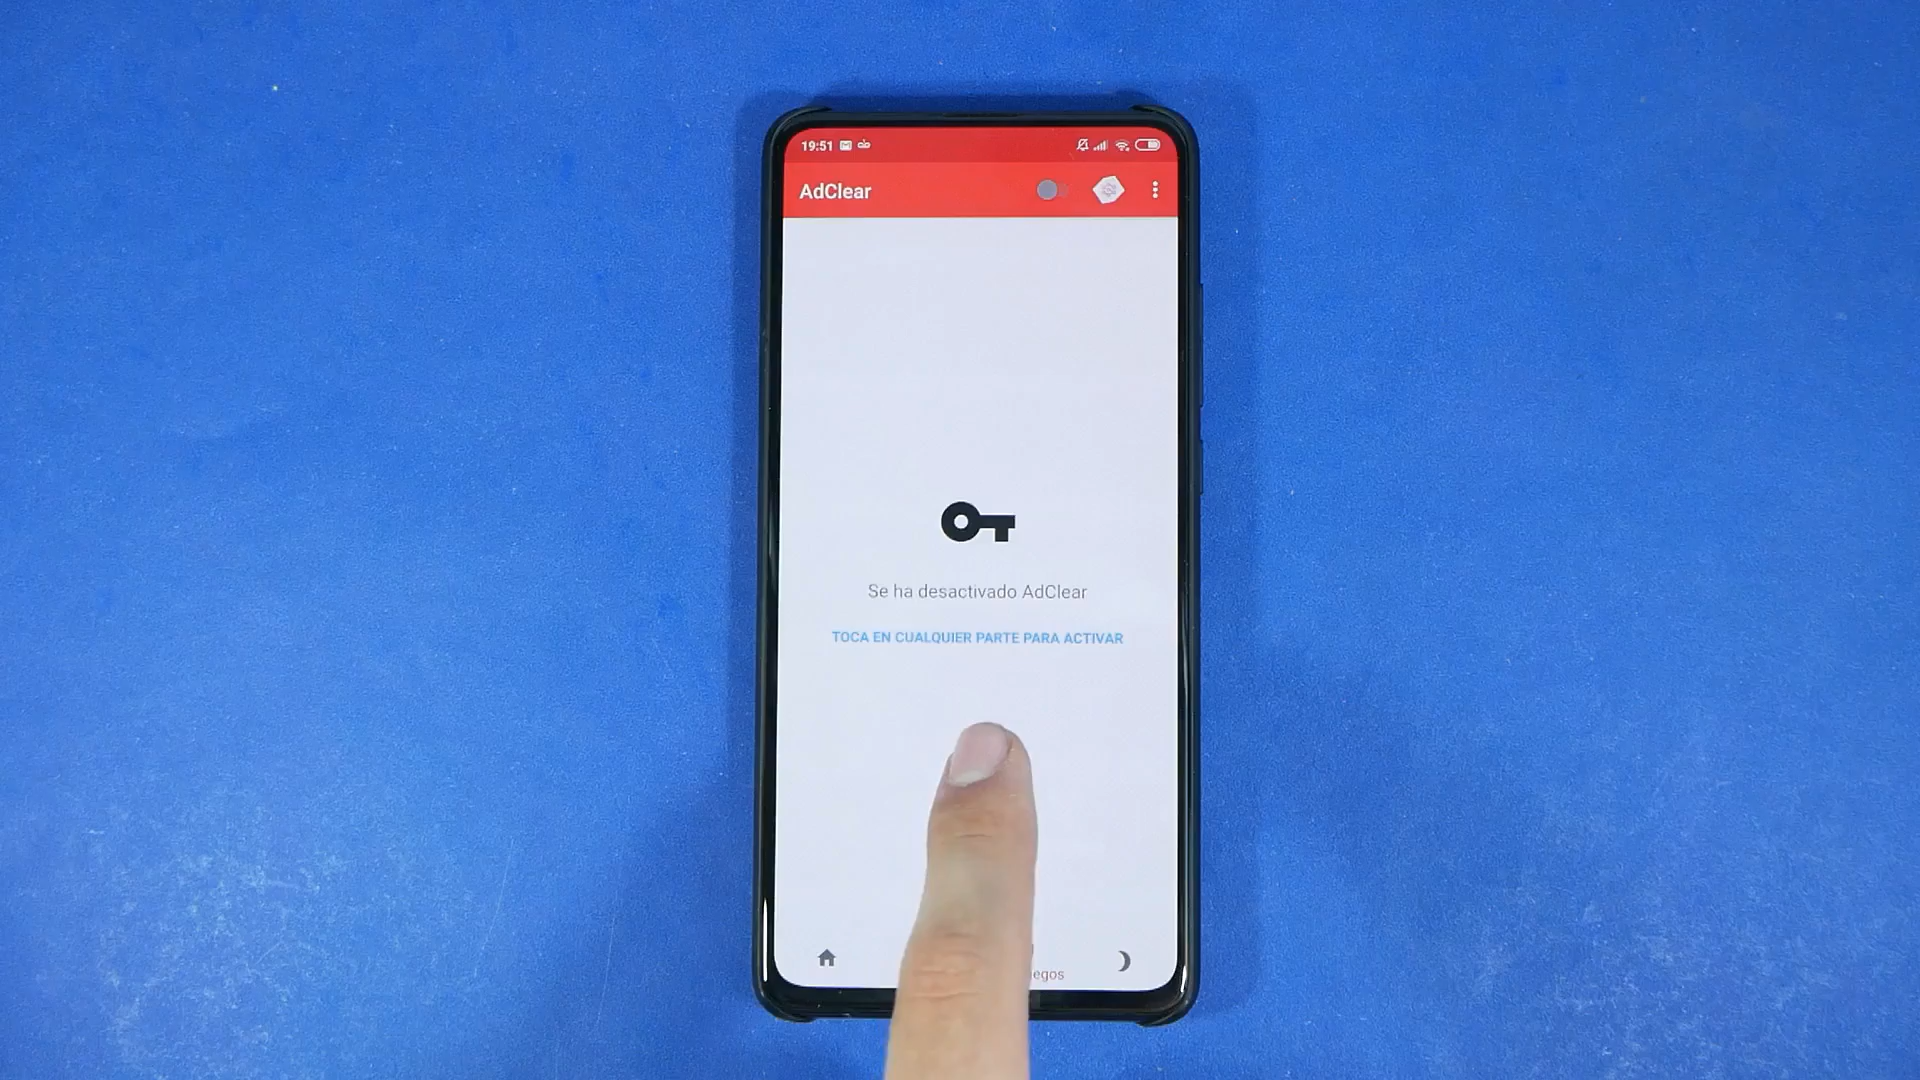 19:51
AdClear
Se ha desactivado AdClear
TOCA EN CUALQUIER PARTE PARA ACTIVAR